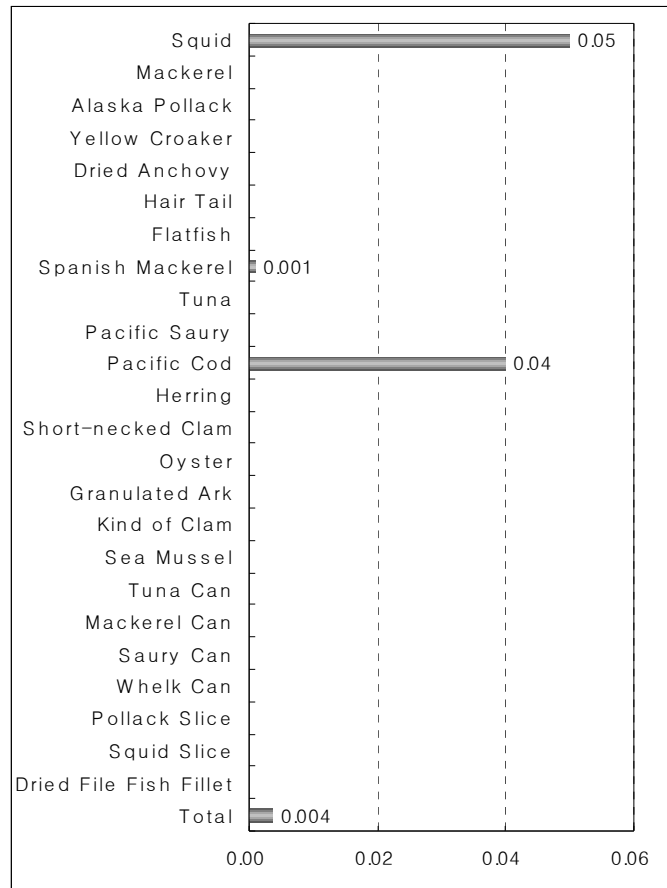 Squid 0.05
Mackerel
Alaska Pollack
Yellow Croaker
Dried Anchovy
Hair Tail
Flatfish
Spanish Mackerel 0.001
Tuna
Pacific Saury
Pacific Cod 0.04
Herring
Short-necked Clam
Oyster
Granulated Ark
Kind of Clam
Sea Mussel
Tuna Can
Mackerel Can
Saury Can
Whelk Can
Pollack Slice
Squid Slice
Dried File Fish Fillet
Total 0.004
0.00 0.02 0.04 0.06